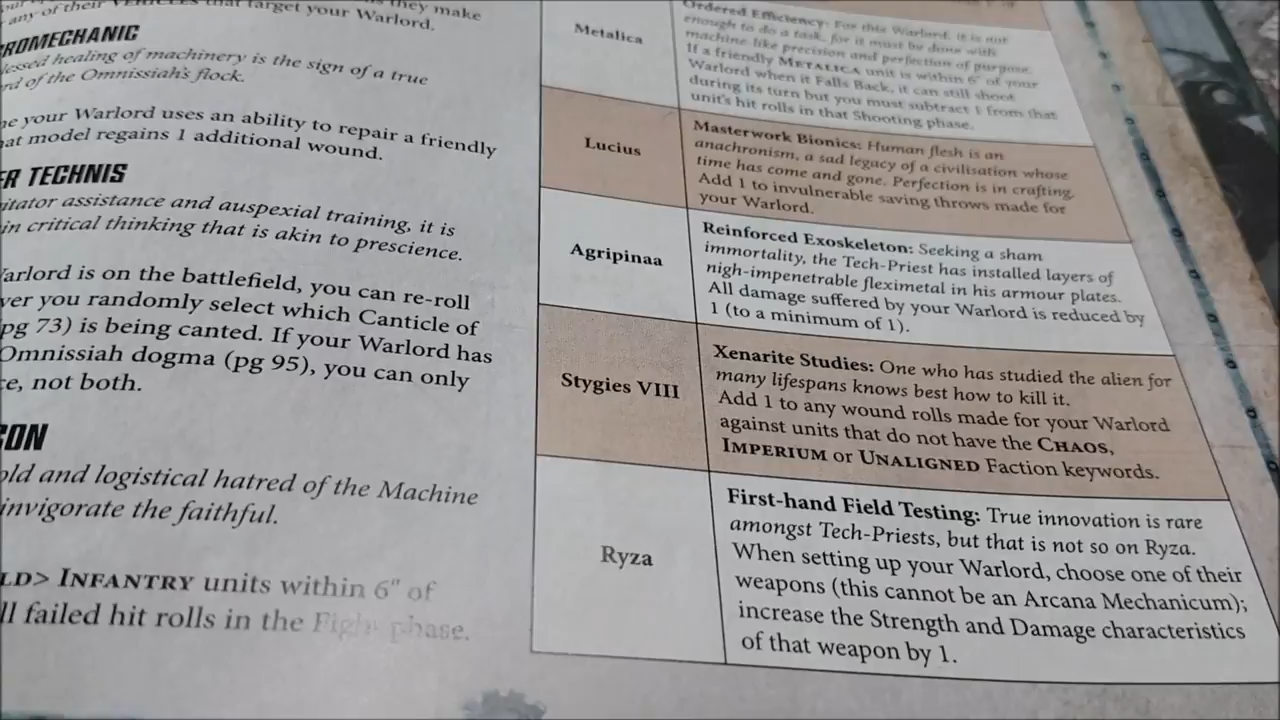 they make
any of their VEHICLES that target your Warlord.
ROMECHANIC
lessed healing of machinery is the sign of a true
rd of the Omnissiah's flock.
ne your Warlord uses an ability to repair a friendly
hat model regains 1 additional wound.
R TECHNIS
itator assistance and auspexial training, it is
in critical thinking that is akin to prescience.
Warlord is on the battlefield, you can re-roll
ver you randomly select which Canticle of
pg 73) is being canted. If your Warlord has
Omnissiah dogma (pg 95), you can only
ce, not both.
SON
old and logistical hatred of the Machine
invigorate the faithful.
LD> INFANTRY units within 6" of
ll failed hit rolls in the Fight phase.
Metalica
Ordered Efficiency: For this Warlord, it is not
enough to do a task, for it must be done with
machine like precision and perfection of purpose.
If a friendly METALICA unit is within 6" of your
Warlord when it Falls Back, it can still shoot
during its turn but you must subtract 1 from that
unit's hit rolls in that Shooting phase.
Lucius
Masterwork Bionics: Human flesh is an
anachronism, a sad legacy of a civilisation whose
time has come and gone. Perfection is in crafting.
Add 1 to invulnerable saving throws made for
your Warlord.
Agripinaa
Reinforced Exoskeleton: Seeking a sham
immortality, the Tech-Priest has installed layers of
nigh-impenetrable fleximetal in his armour plates.
All damage suffered by your Warlord is reduced by
1 (to a minimum of 1).
Stygies VIII
Xenarite Studies: One who has studied the alien for
many lifespans knows best how to kill it.
Add 1 to any wound rolls made for your Warlord
against units that do not have the CHAOS,
IMPERIUM or UNALIGNED Faction keywords.
Ryza
First-hand Field Testing: True innovation is rare
amongst Tech-Priests, but that is not so on Ryza.
When setting up your Warlord, choose one of their
weapons (this cannot be an Arcana Mechanicum);
increase the Strength and Damage characteristics
of that weapon by 1.